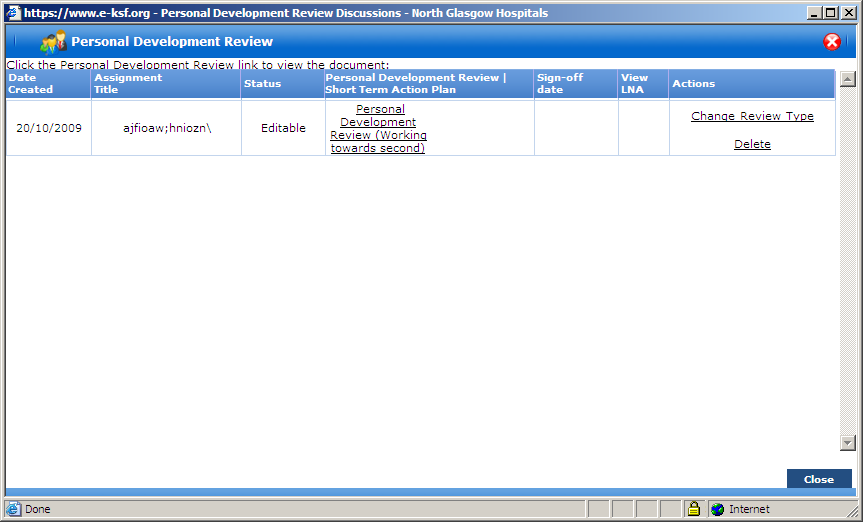 https://www.e-ksf.org - Personal Development Review Discussions - North Glasgow Hospitals
Personal Development Review
Click the Personal Development Review link to view the document:
Date Created
Assignment Title
Status
Personal Development Review | Short Term Action Plan
Sign-off date
View LNA
Actions
20/10/2009
ajfioaw;hniozn\
Editable
Personal
Development
Review (Working
towards second)
Change Review Type
Delete
Close
Done
Internet